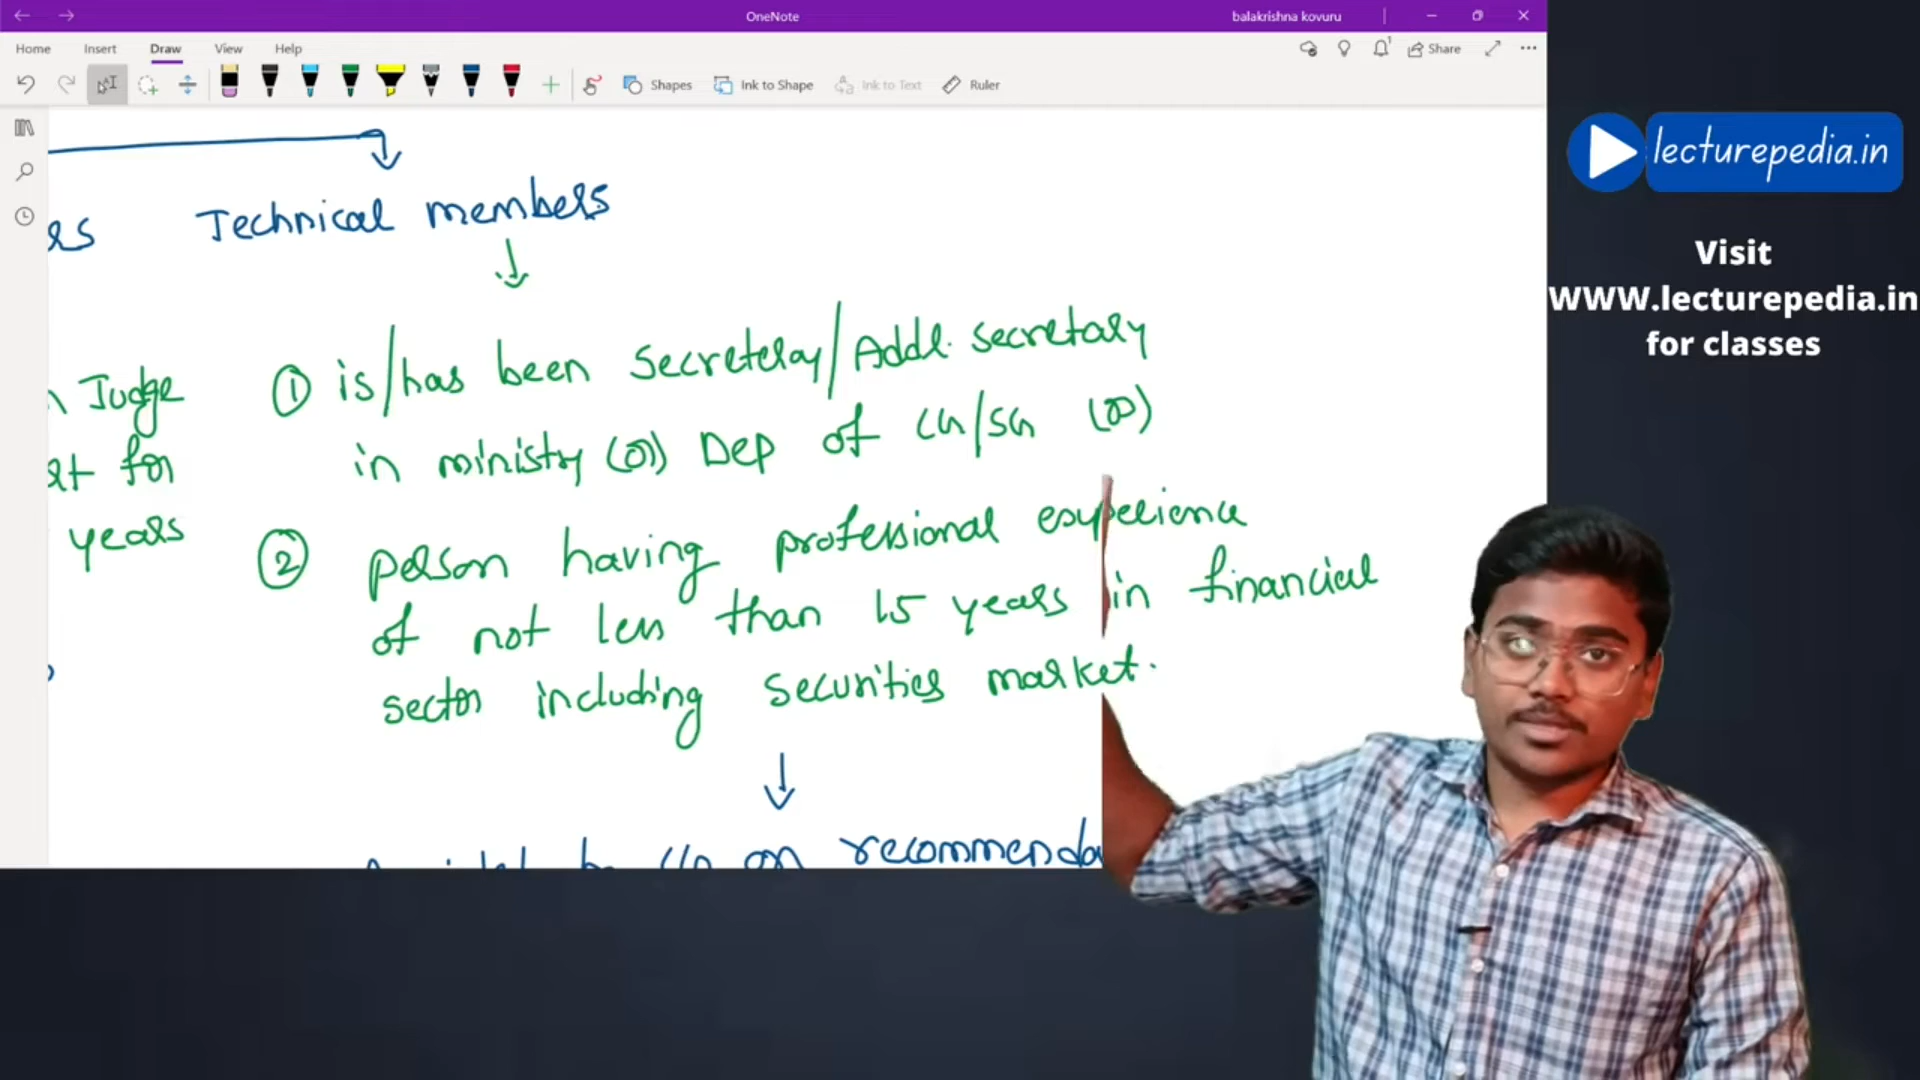 OneNote
balakrishna kovuru
Home Insert Draw View Help
Share
Shapes Ink to Shape Ink to Text Ruler
lecturepedia.in
Visit
WWW.lecturepedia.in
for classes
Technical members
① is/has been Secretary/Addl. secretary
in ministry (or) Dep of CG/SG (or)
② person having professional experience
of not less than 15 years in financial
sector including Securities market.
Judge
for
years
on recommenda